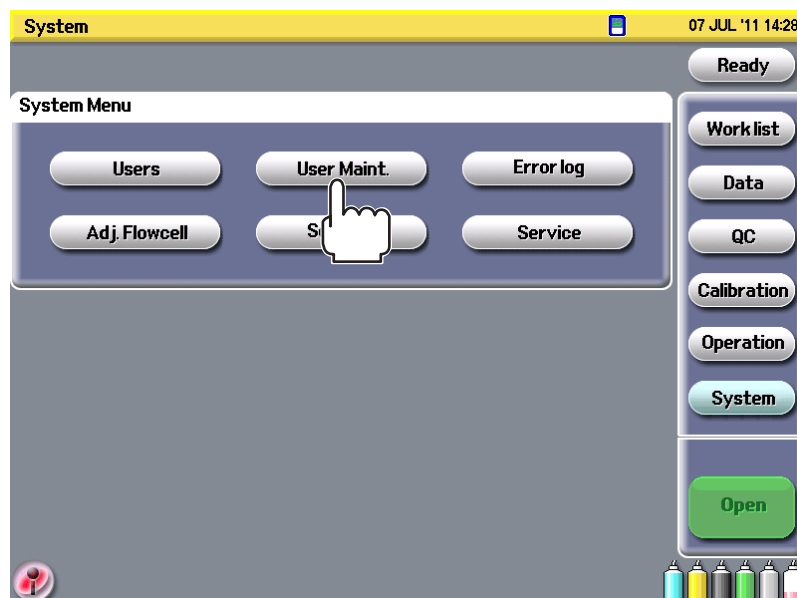 System
07 JUL '11 14:28
Ready
System Menu
Work list
Users
User Maint.
Error log
Data
Adj. Flowcell
Service
QC
Calibration
Operation
System
Open